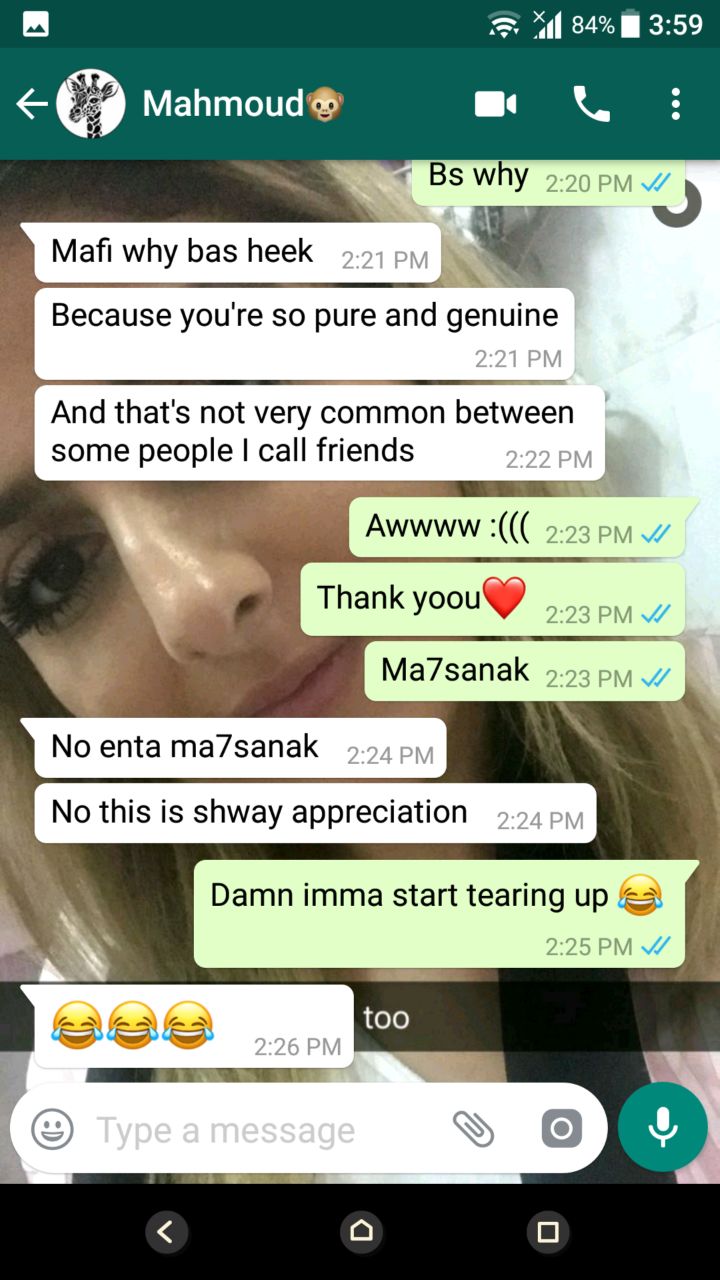 84% 3:59
Mahmoud🐵
Bs why 2:20 PM
Mafi why bas heek 2:21 PM
Because you're so pure and genuine
2:21 PM
And that's not very common between
some people I call friends 2:22 PM
Awwww :((( 2:23 PM
Thank yoou❤️ 2:23 PM
Ma7sanak 2:23 PM
No enta ma7sanak 2:24 PM
No this is shway appreciation 2:24 PM
Damn imma start tearing up 😂
2:25 PM
😂😂😂 2:26 PM too
Type a message